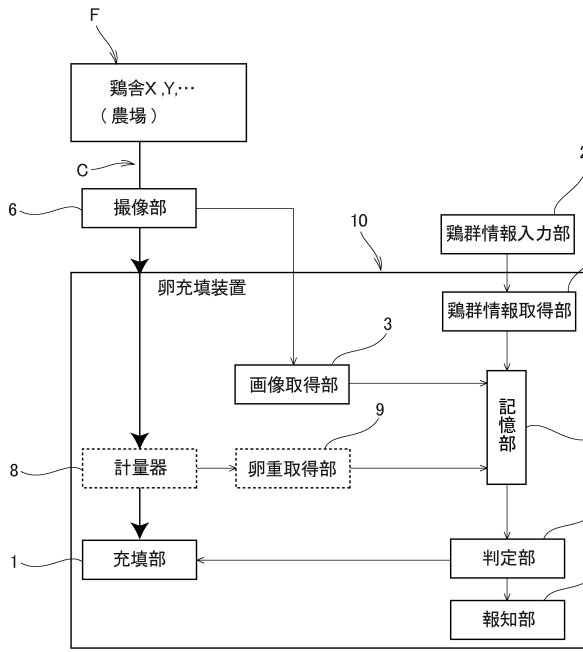 F
鶏舎X,Y,…
（農場）
C
6
撮像部
10
鶏群情報入力部
卵充填装置
鶏群情報取得部
3
画像取得部
記憶部
9
8
計量器
卵重取得部
1
充填部
判定部
報知部